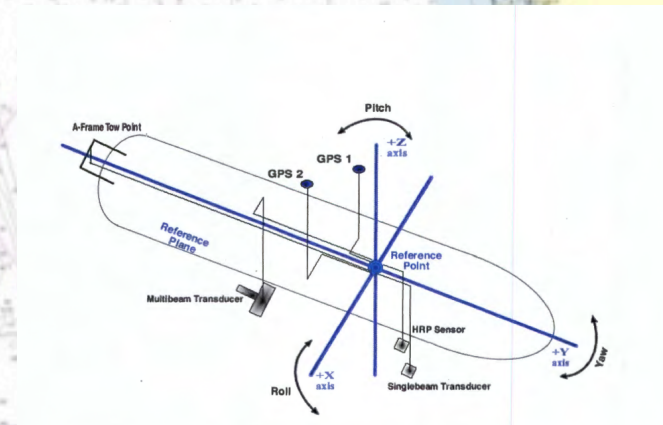 Pitch
A-Frame Tow Point
+Z
axis
GPS 1
GPS 2
Reference
Plane
Reference
Point
Multibeam Transducer
HRP Sensor
+Y
axis
Yaw
+X
axis
Roll
Singlebeam Transducer